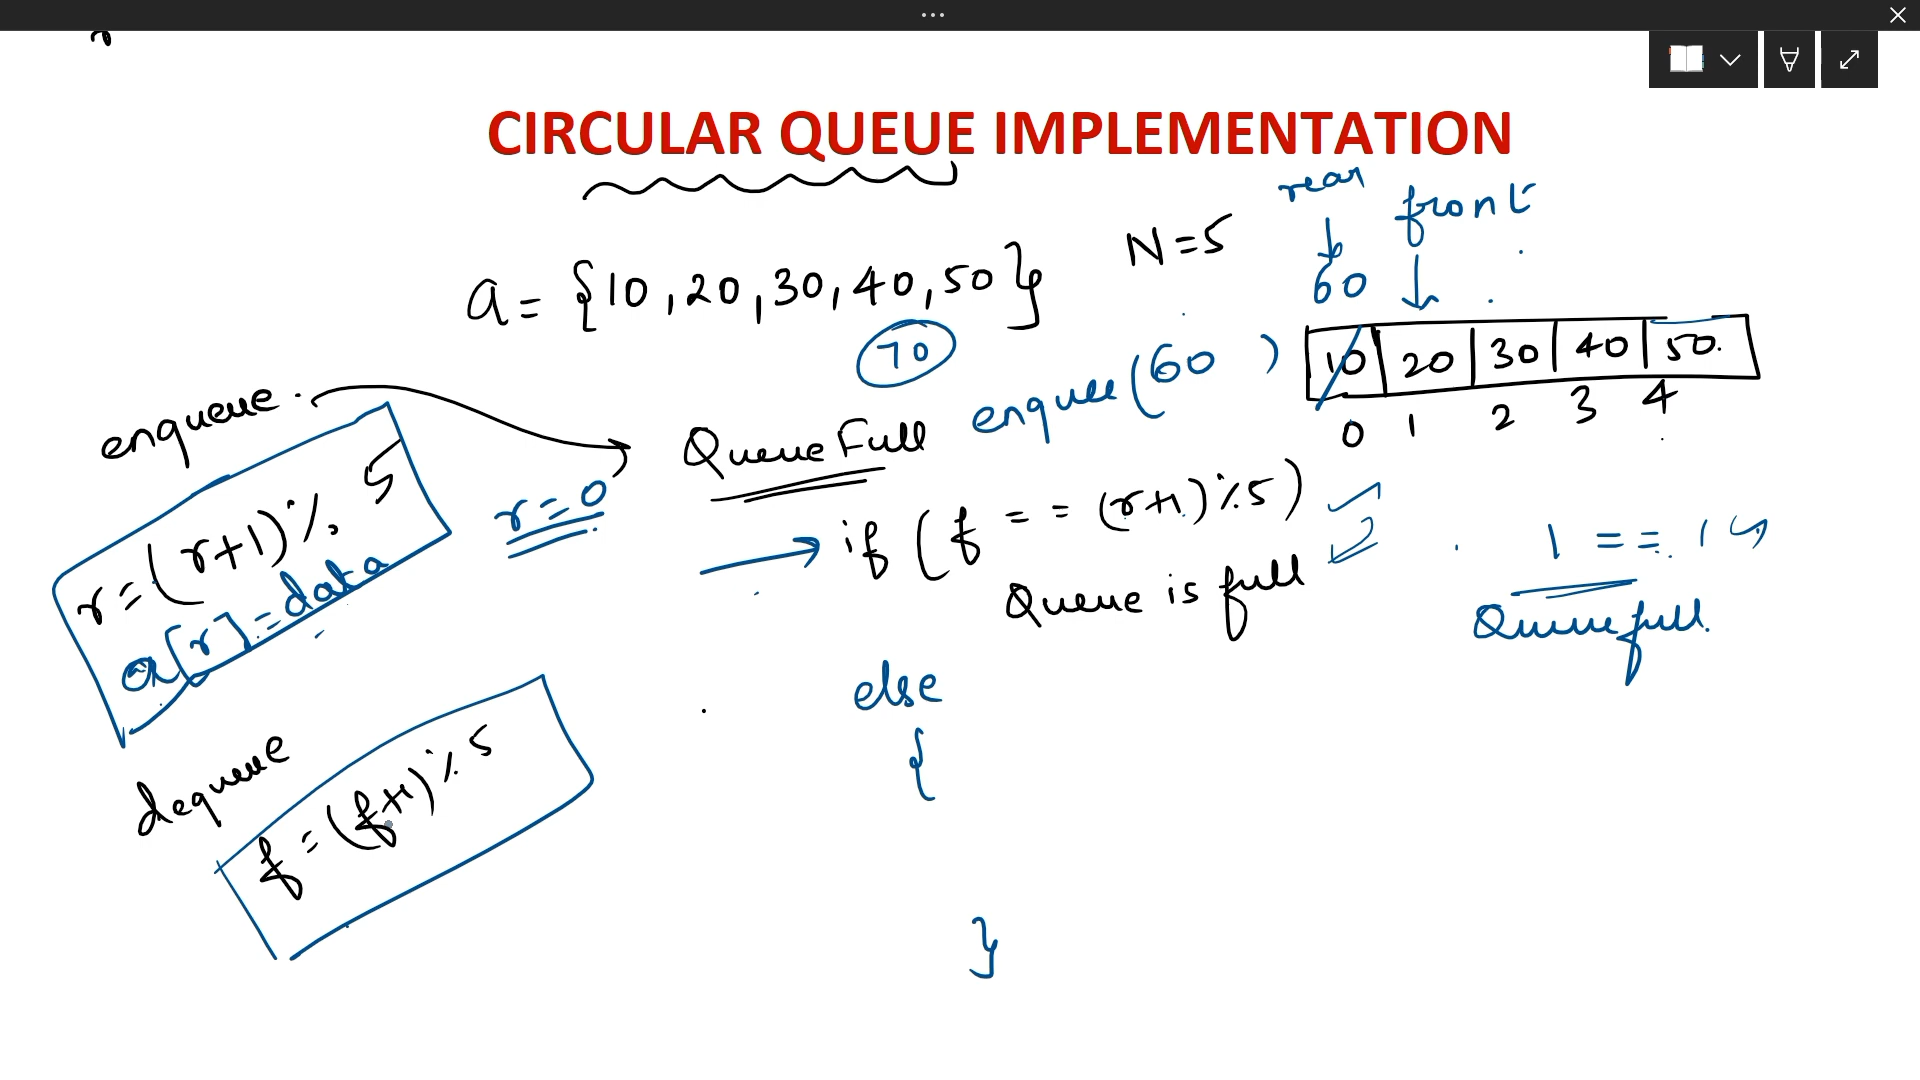 CIRCULAR QUEUE IMPLEMENTATION
rear front
a = {10, 20, 30, 40, 50} N=5
60
70
enquee(60 )
10 20 30 40 50
0 1 2 3 4
enqueue
Queue Full
r=(r+1)% 5
a[r]=data
r=0
if (f == (r+1)%5)
Queue is full
1 == 1
Queue full
else
{
}
dequeue
f=(f+1)%5